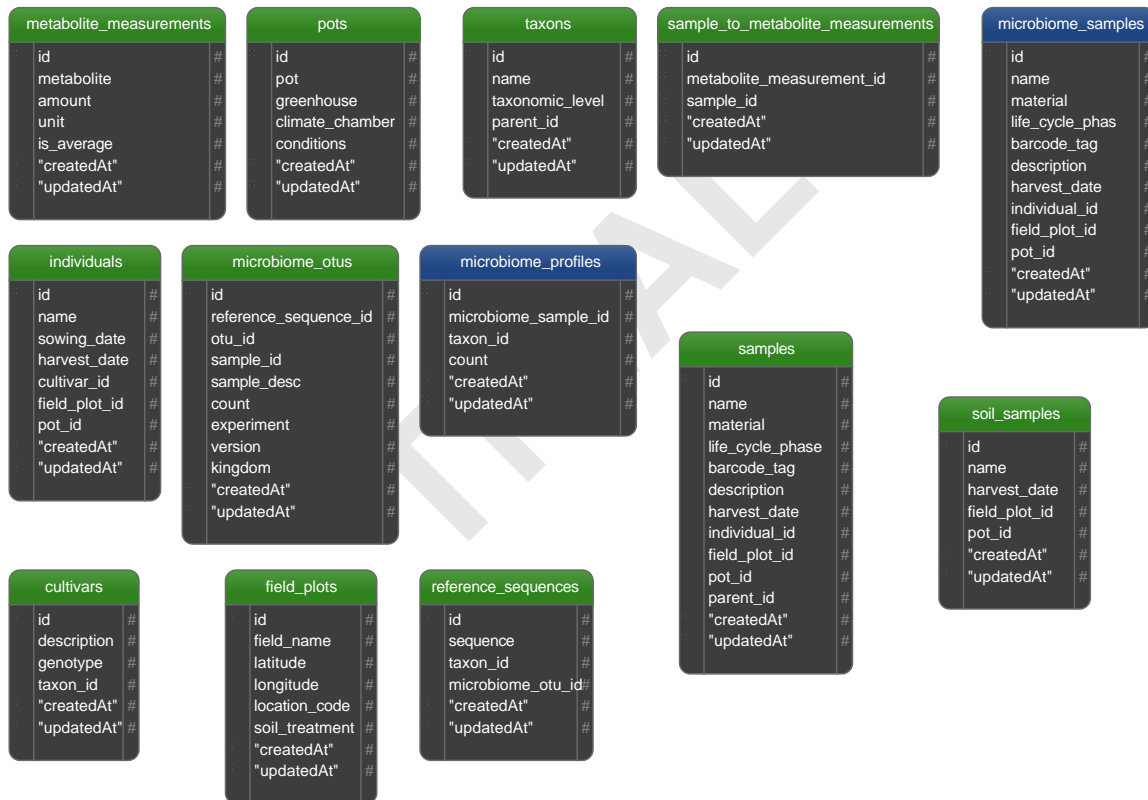 metabolite_measurements
id #
metabolite #
amount #
unit #
is_average #
"createdAt" #
"updatedAt" #
pots
id #
pot #
greenhouse #
climate_chamber #
conditions #
"createdAt" #
"updatedAt" #
taxons
id #
name #
taxonomic_level #
parent_id #
"createdAt" #
"updatedAt" #
sample_to_metabolite_measurements
id #
metabolite_measurement_id #
sample_id #
"createdAt" #
"updatedAt" #
microbiome_samples
id #
name #
material #
life_cycle_phas #
barcode_tag #
description #
harvest_date #
individual_id #
field_plot_id #
pot_id #
"createdAt" #
"updatedAt" #
individuals
id #
name #
sowing_date #
harvest_date #
cultivar_id #
field_plot_id #
pot_id #
"createdAt" #
"updatedAt" #
microbiome_otus
id #
reference_sequence_id #
otu_id #
sample_id #
sample_desc #
count #
experiment #
version #
kingdom #
"createdAt" #
"updatedAt" #
microbiome_profiles
id #
microbiome_sample_id #
taxon_id #
count #
"createdAt" #
"updatedAt" #
samples
id #
name #
material #
life_cycle_phase #
barcode_tag #
description #
harvest_date #
individual_id #
field_plot_id #
pot_id #
parent_id #
"createdAt" #
"updatedAt" #
soil_samples
id #
name #
harvest_date #
field_plot_id #
pot_id #
"createdAt" #
"updatedAt" #
cultivars
id #
description #
genotype #
taxon_id #
"createdAt" #
"updatedAt" #
field_plots
id #
field_name #
latitude #
longitude #
location_code #
soil_treatment #
"createdAt" #
"updatedAt" #
reference_sequences
id #
sequence #
taxon_id #
microbiome_otu_id #
"createdAt" #
"updatedAt" #